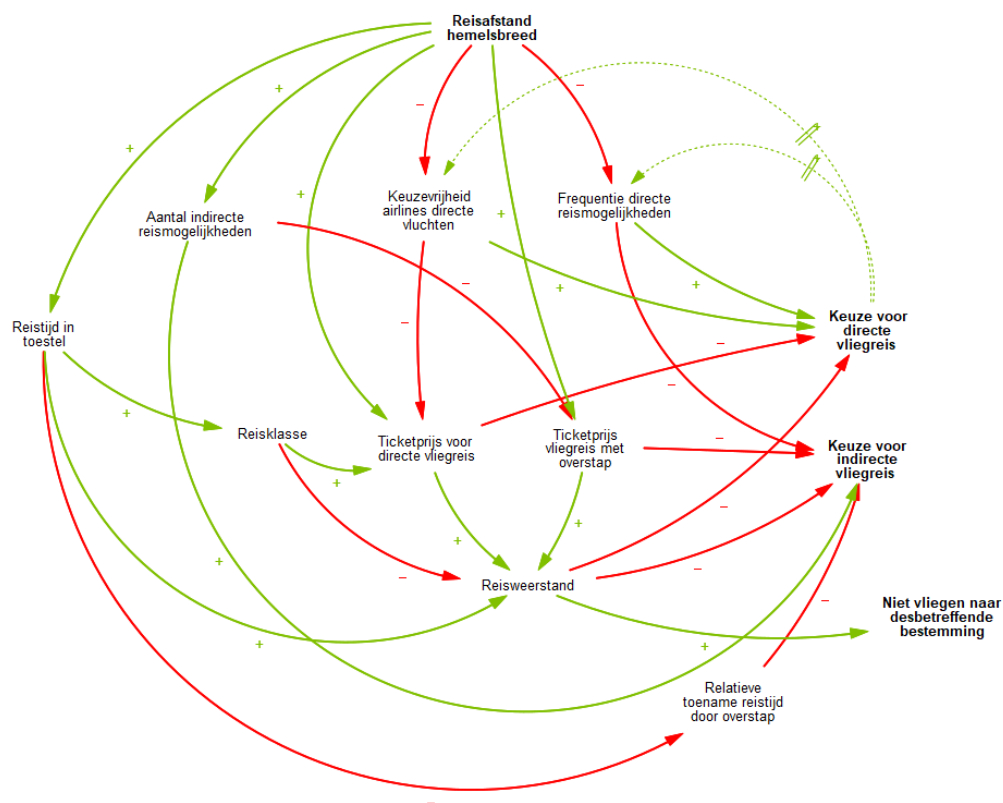 Reisafstand
hemelsbreed
+
+
–
–
+
+
+
Keuzevrijheid
airlines directe
vluchten
Frequentie directe
reismogelijkheden
Aantal indirecte
reismogelijkheden
+
–
+
+
Reistijd in
toestel
Keuze voor
directe
vliegreis
–
–
+
Reisklasse
Ticketprijs voor
directe vliegreis
Ticketprijs
vliegreis met
overstap
–
Keuze voor
indirecte
vliegreis
+
–
+
+
+
–
–
–
Reisweerstand
–
Niet vliegen naar
desbetreffende
bestemming
+
+
Relatieve
toename reistijd
door overstap
–